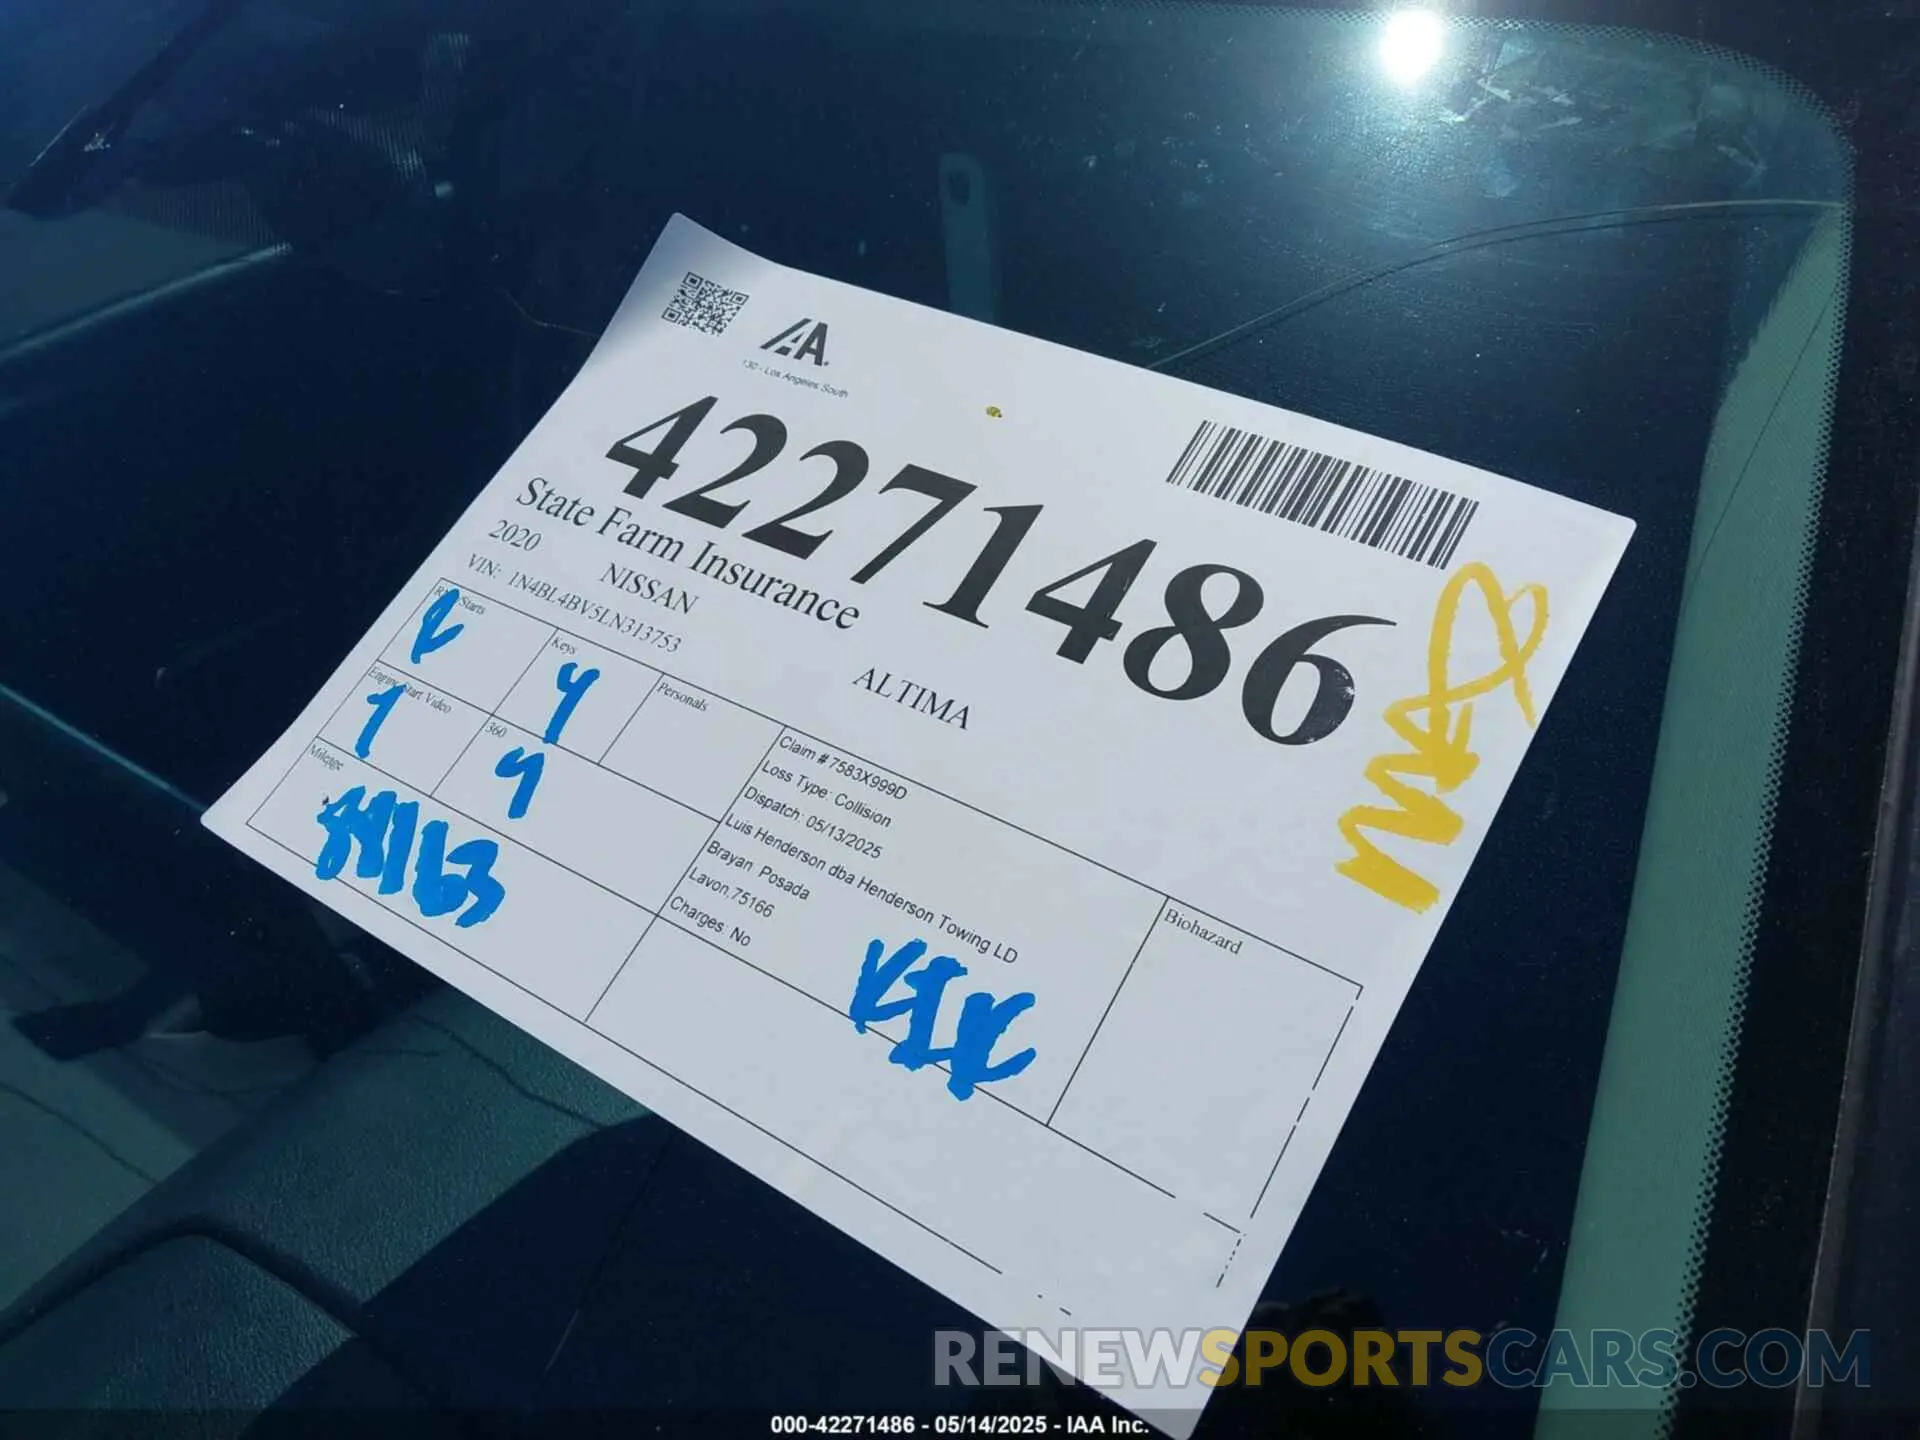 IAA
130 - Los Angeles South
42271486
State Farm Insurance
2020 NISSAN ALTIMA
VIN: 1N4BL4BV5LN313753
Starts
R
Keys
Y
Personals
Engine Start Video
360
Y
Mileage
Claim # 7583X999D
Loss Type: Collision
Dispatch: 05/13/2025
Luis Henderson dba Henderson Towing LD
Brayan Posada
Lavon,75166
Charges: No
Biohazard
RENEWSPORTSCARS.COM
000-42271486 - 05/14/2025 - IAA Inc.